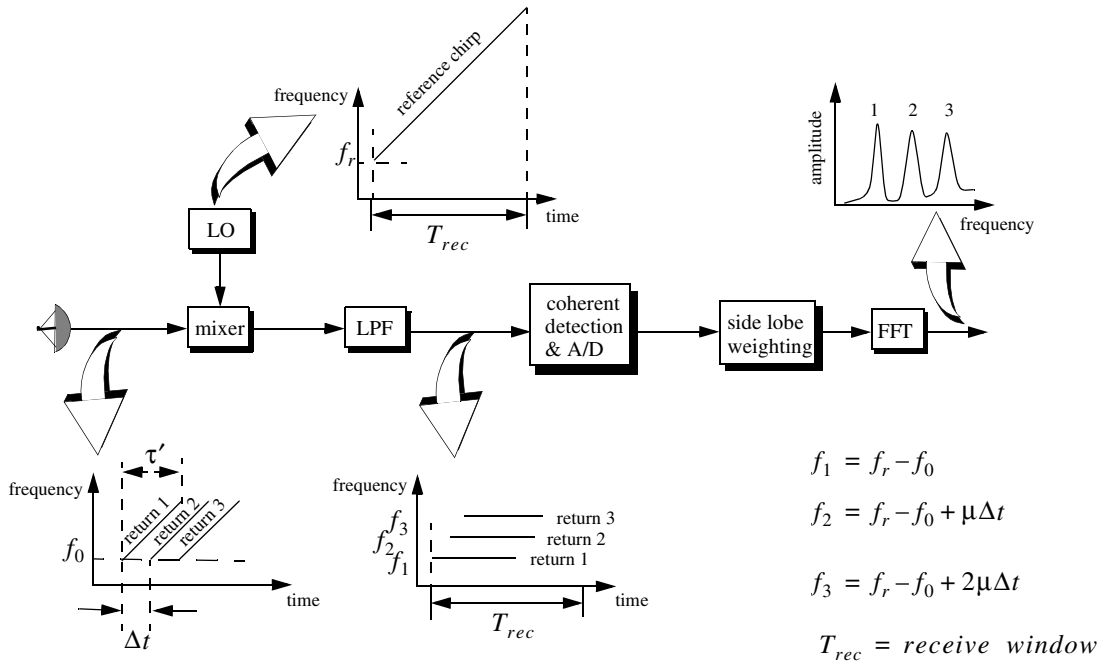 frequency
reference chirp
f_r
time
T_rec
LO
amplitude
1 2 3
frequency
mixer
LPF
coherent
detection
& A/D
side lobe
weighting
FFT
τ′
frequency
return 1
return 2
return 3
f_0
time
Δt
frequency
f_3
f_2
f_1
return 3
return 2
return 1
time
T_rec
f_1 = f_r – f_0
f_2 = f_r – f_0 + μΔt
f_3 = f_r – f_0 + 2μΔt
T_rec = receive window